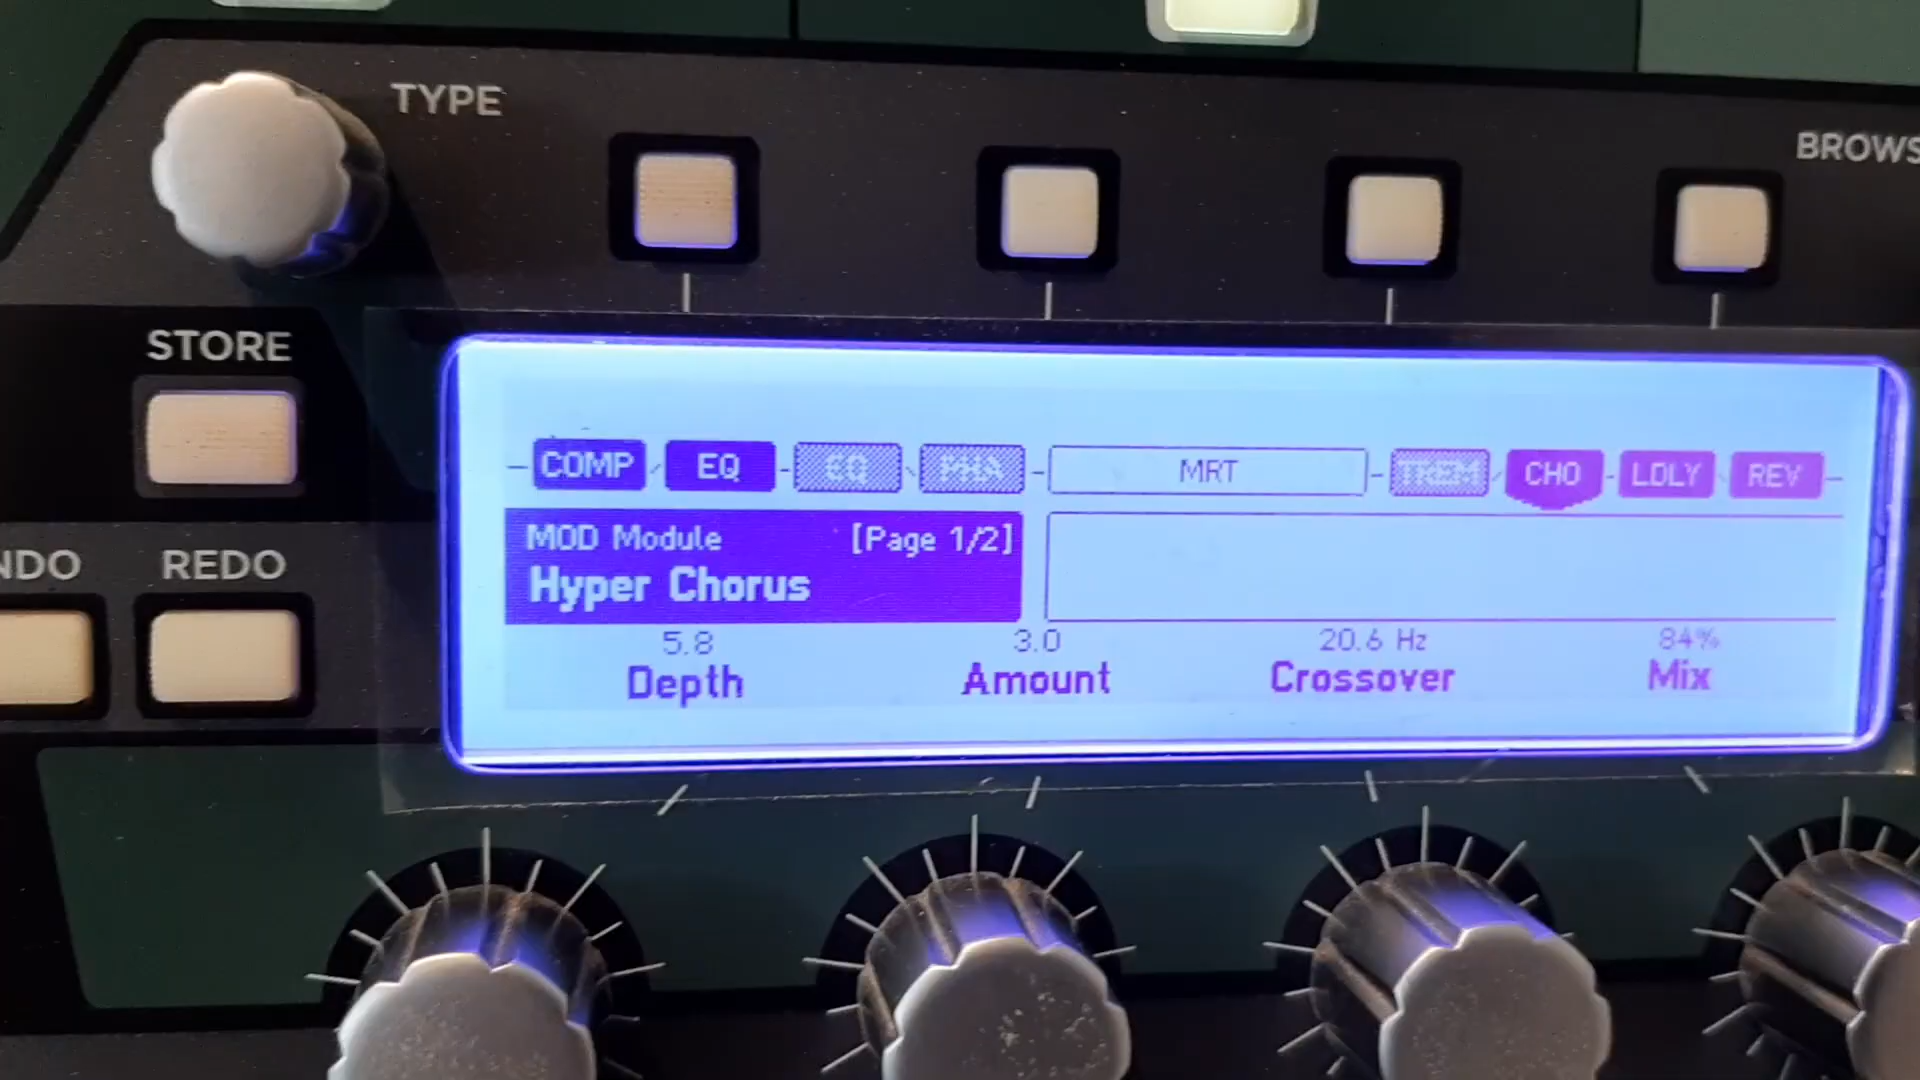 TYPE
BROWS
STORE
COMP EQ EQ PHA MRT TREM CHO LDLY REV
MOD Module [Page 1/2]
Hyper Chorus
5.8 3.0 20.6 Hz 84%
Depth Amount Crossover Mix
NDO REDO